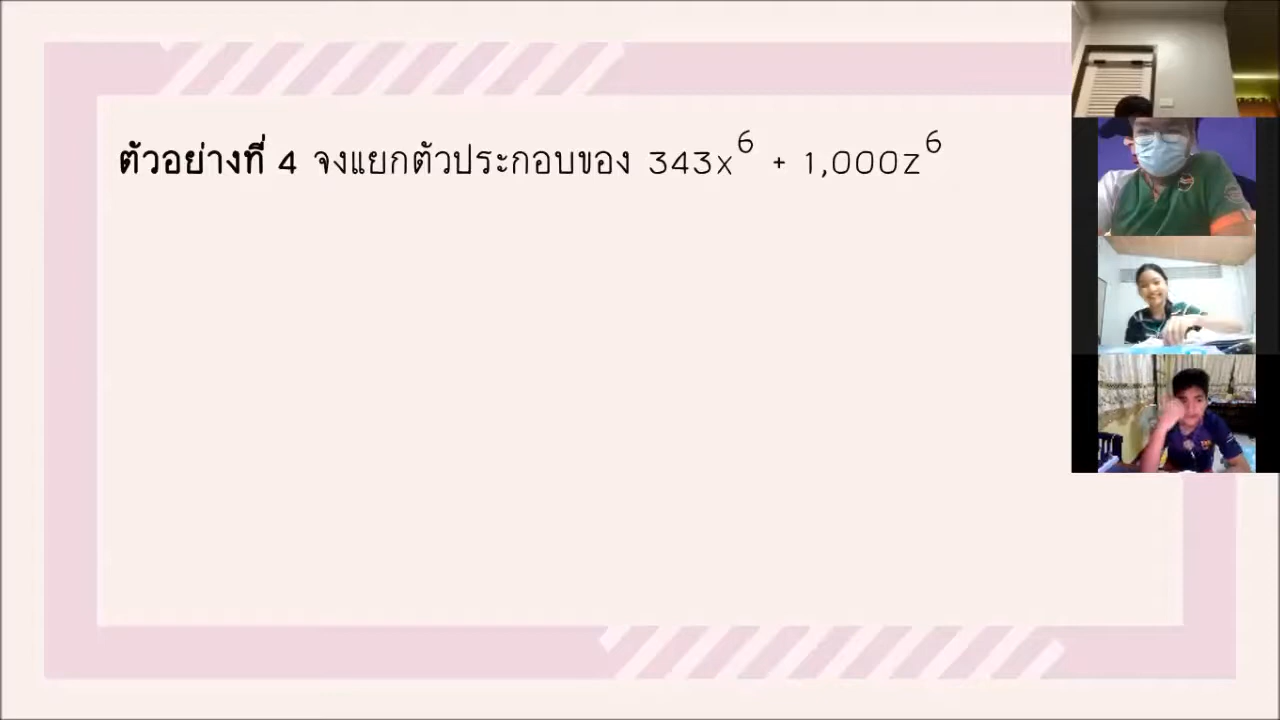 ตัวอย่างที่ 4 จงแยกตัวประกอบของ 343x⁶ + 1,000z⁶